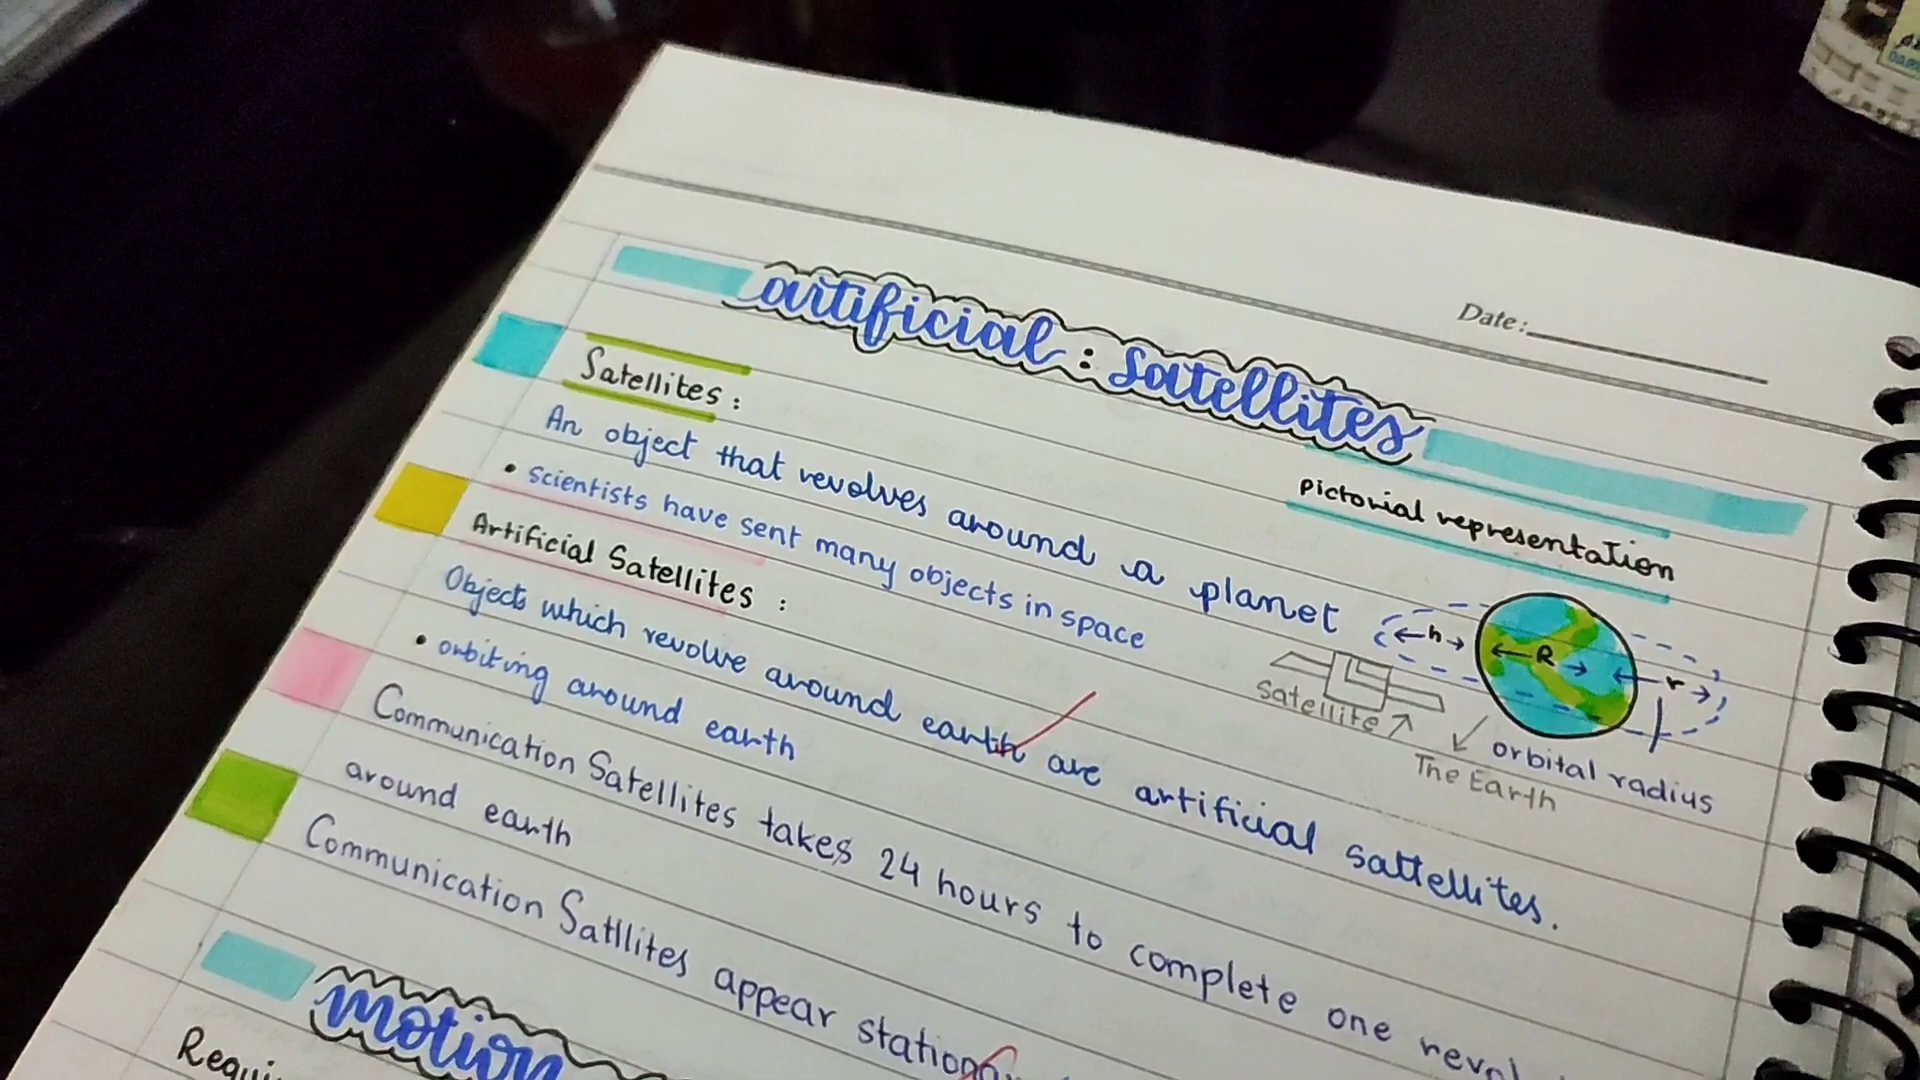 Date:
artificial : satellites
Satellites :
An object that revolves around a planet
• scientists have sent many objects in space
Artificial Satellites :
Objects which revolve around earth are artificial sattellites.
• orbiting around earth
Communication Satellites takes 24 hours to complete one
around earth
Communication Satllites appear
pictorial representation
h
R
r
Satellite
orbital radius
The Earth
motion